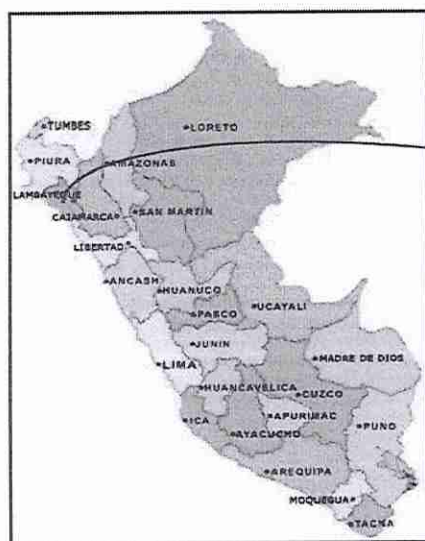 TUMBES
LORETO
PIURA
AMAZONAS
LAMBAYEQUE
CAJAMARCA
SAN MARTIN
LIBERTAD
ANCASH
HUANUCO
UCAYALI
PASCO
JUNIN
MADRE DE DIOS
LIMA
HUANCAVELICA
CUZCO
ICA
APURIMAC
PUNO
AYACUCHO
AREQUIPA
MOQUEGUA
TACNA